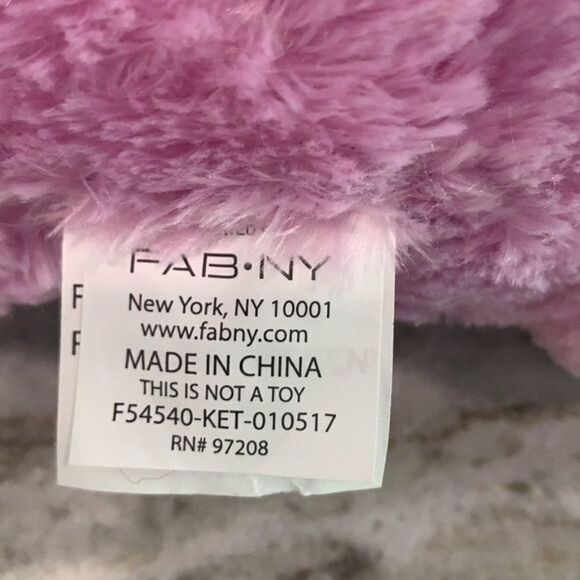 FAB•NY
New York, NY 10001
www.fabny.com
MADE IN CHINA
THIS IS NOT A TOY
F54540-KET-010517
RN# 97208